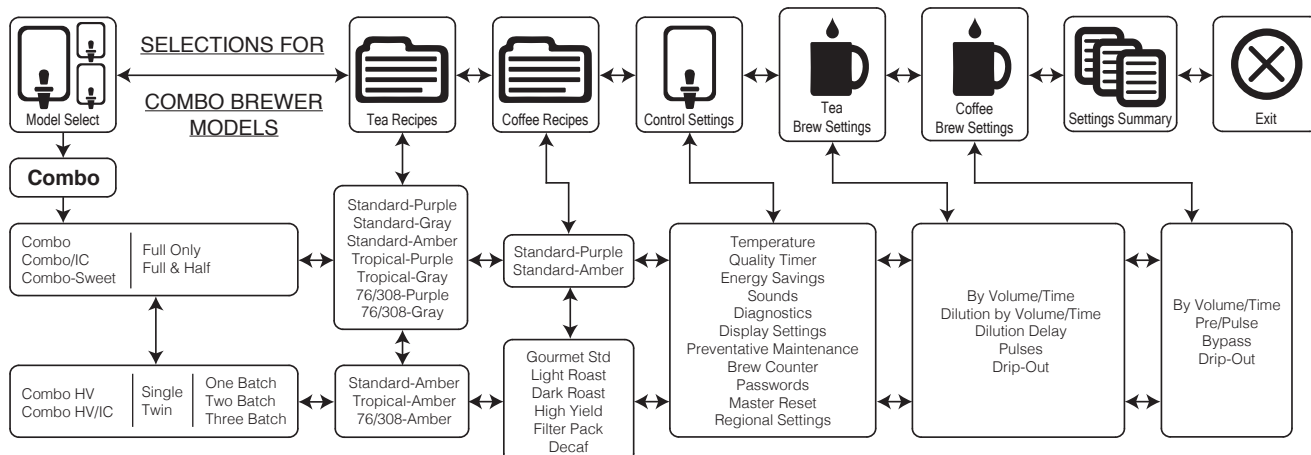 SELECTIONS FOR
COMBO BREWER
MODELS
Model Select
Tea Recipes
Coffee Recipes
Control Settings
Tea
Brew Settings
Coffee
Brew Settings
Settings Summary
Exit
Combo
Combo
Combo/IC
Combo-Sweet
Full Only
Full & Half
Standard-Purple
Standard-Gray
Standard-Amber
Tropical-Purple
Tropical-Gray
76/308-Purple
76/308-Gray
Standard-Purple
Standard-Amber
Temperature
Quality Timer
Energy Savings
Sounds
Diagnostics
Display Settings
Preventative Maintenance
Brew Counter
Passwords
Master Reset
Regional Settings
By Volume/Time
Dilution by Volume/Time
Dilution Delay
Pulses
Drip-Out
By Volume/Time
Pre/Pulse
Bypass
Drip-Out
Combo HV
Combo HV/IC
Single
Twin
One Batch
Two Batch
Three Batch
Standard-Amber
Tropical-Amber
76/308-Amber
Gourmet Std
Light Roast
Dark Roast
High Yield
Filter Pack
Decaf